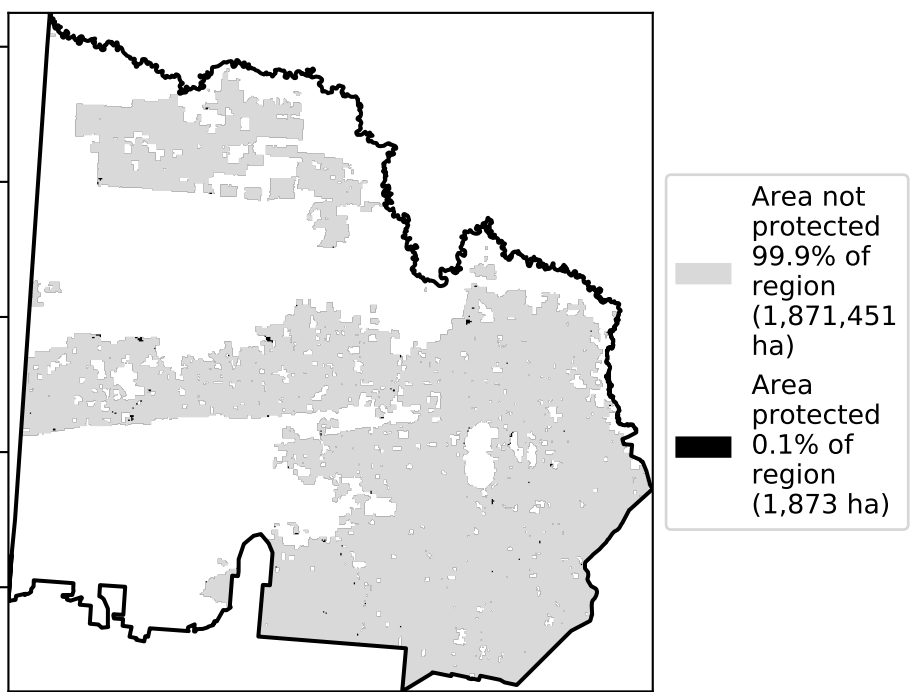 Area not
protected
99.9% of
region
(1,871,451
ha)
Area
protected
0.1% of
region
(1,873 ha)